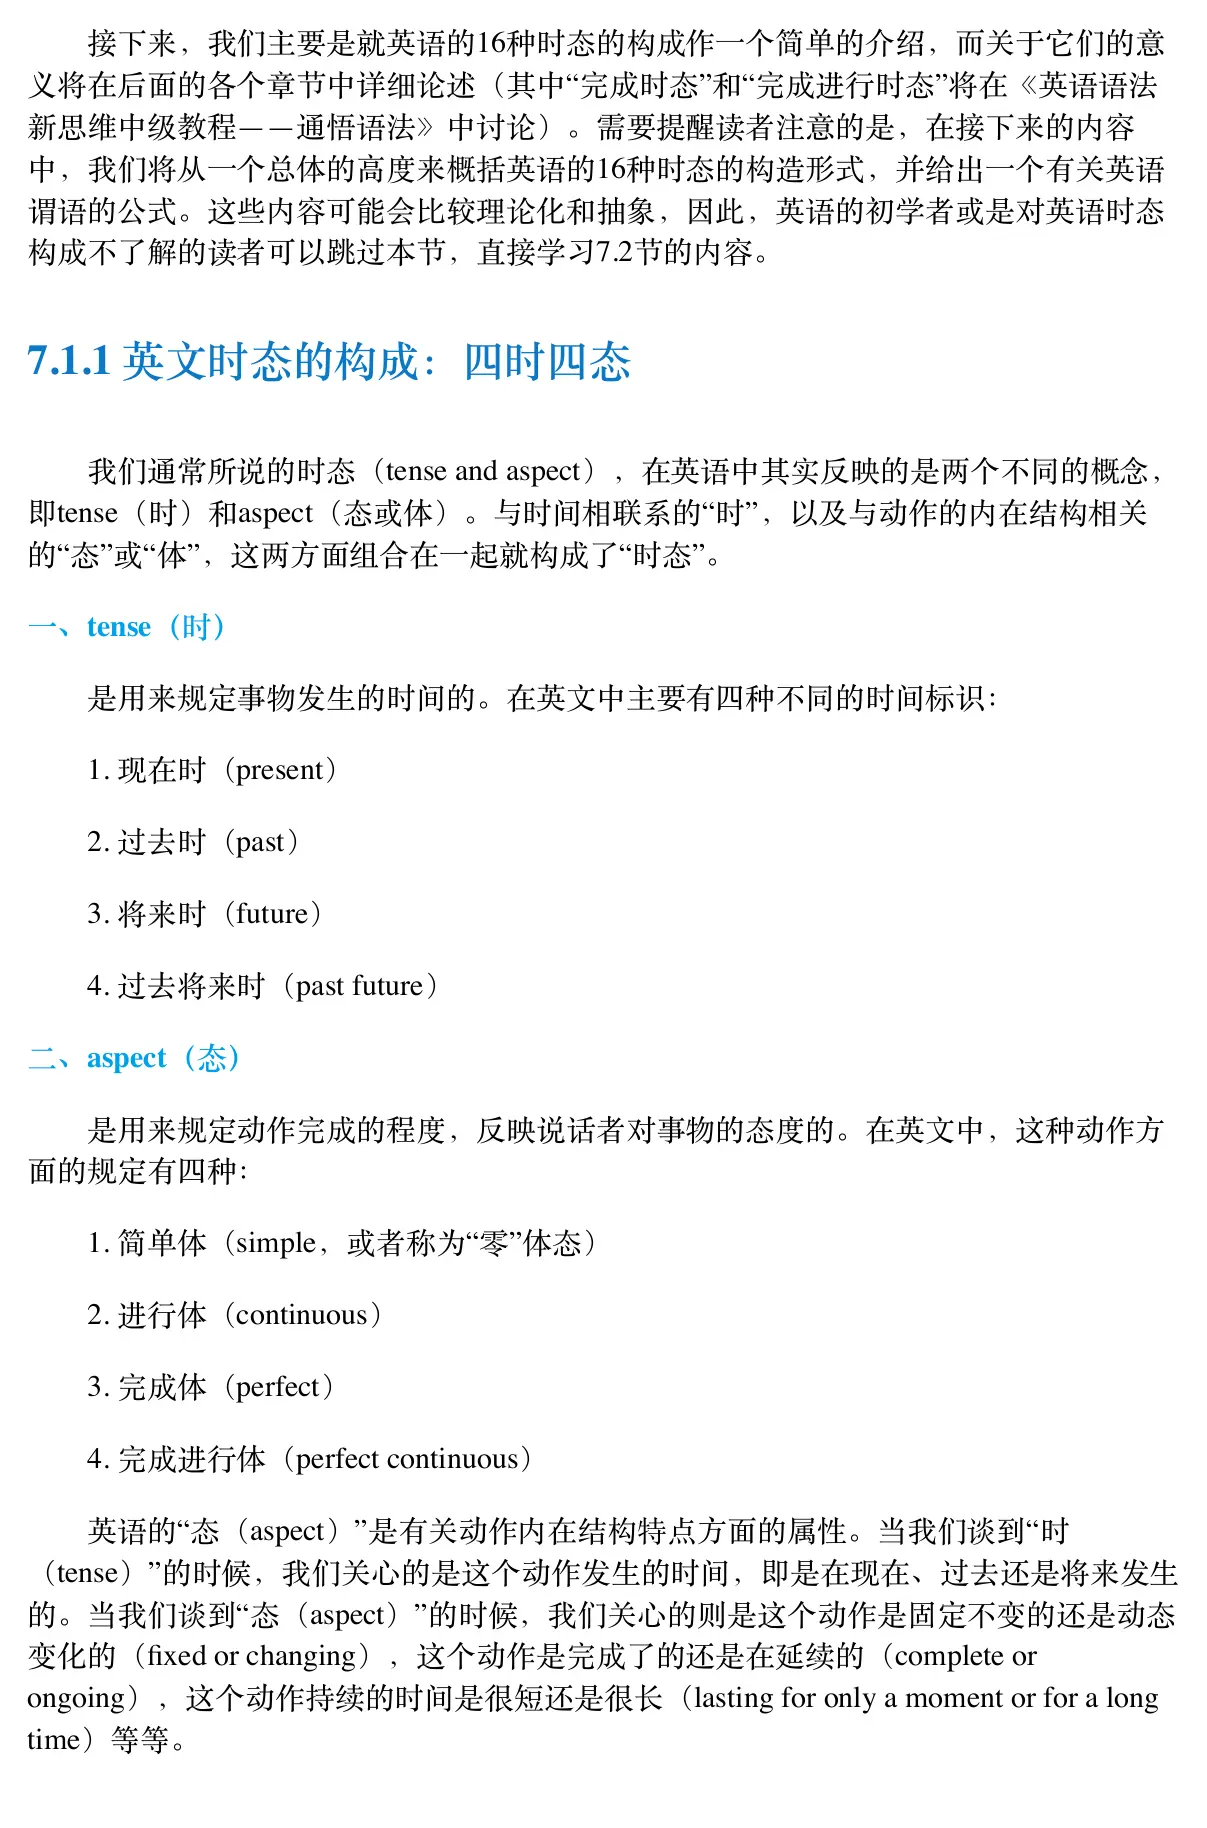 接下来，我们主要是就英语的16种时态的构成作一个简单的介绍，而关于它们的意
义将在后面的各个章节中详细论述（其中“完成时态”和“完成进行时态”将在《英语语法
新思维中级教程——通悟语法》中讨论）。需要提醒读者注意的是，在接下来的内容
中，我们将从一个总体的高度来概括英语的16种时态的构造形式，并给出一个有关英语
谓语的公式。这些内容可能会比较理论化和抽象，因此，英语的初学者或是对英语时态
构成不了解的读者可以跳过本节，直接学习7.2节的内容。
7.1.1 英文时态的构成：四时四态
我们通常所说的时态（tense and aspect），在英语中其实反映的是两个不同的概念，
即tense（时）和aspect（态或体）。与时间相联系的“时”，以及与动作的内在结构相关
的“态”或“体”，这两方面组合在一起就构成了“时态”。
一、tense（时）
是用来规定事物发生的时间的。在英文中主要有四种不同的时间标识：
1. 现在时（present）
2. 过去时（past）
3. 将来时（future）
4. 过去将来时（past future）
二、aspect（态）
是用来规定动作完成的程度，反映说话者对事物的态度的。在英文中，这种动作方
面的规定有四种：
1. 简单体（simple，或者称为“零”体态）
2. 进行体（continuous）
3. 完成体（perfect）
4. 完成进行体（perfect continuous）
英语的“态（aspect）”是有关动作内在结构特点方面的属性。当我们谈到“时
（tense）”的时候，我们关心的是这个动作发生的时间，即是在现在、过去还是将来发生
的。当我们谈到“态（aspect）”的时候，我们关心的则是这个动作是固定不变的还是动态
变化的（fixed or changing），这个动作是完成了的还是在延续的（complete or
ongoing），这个动作持续的时间是很短还是很长（lasting for only a moment or for a long
time）等等。